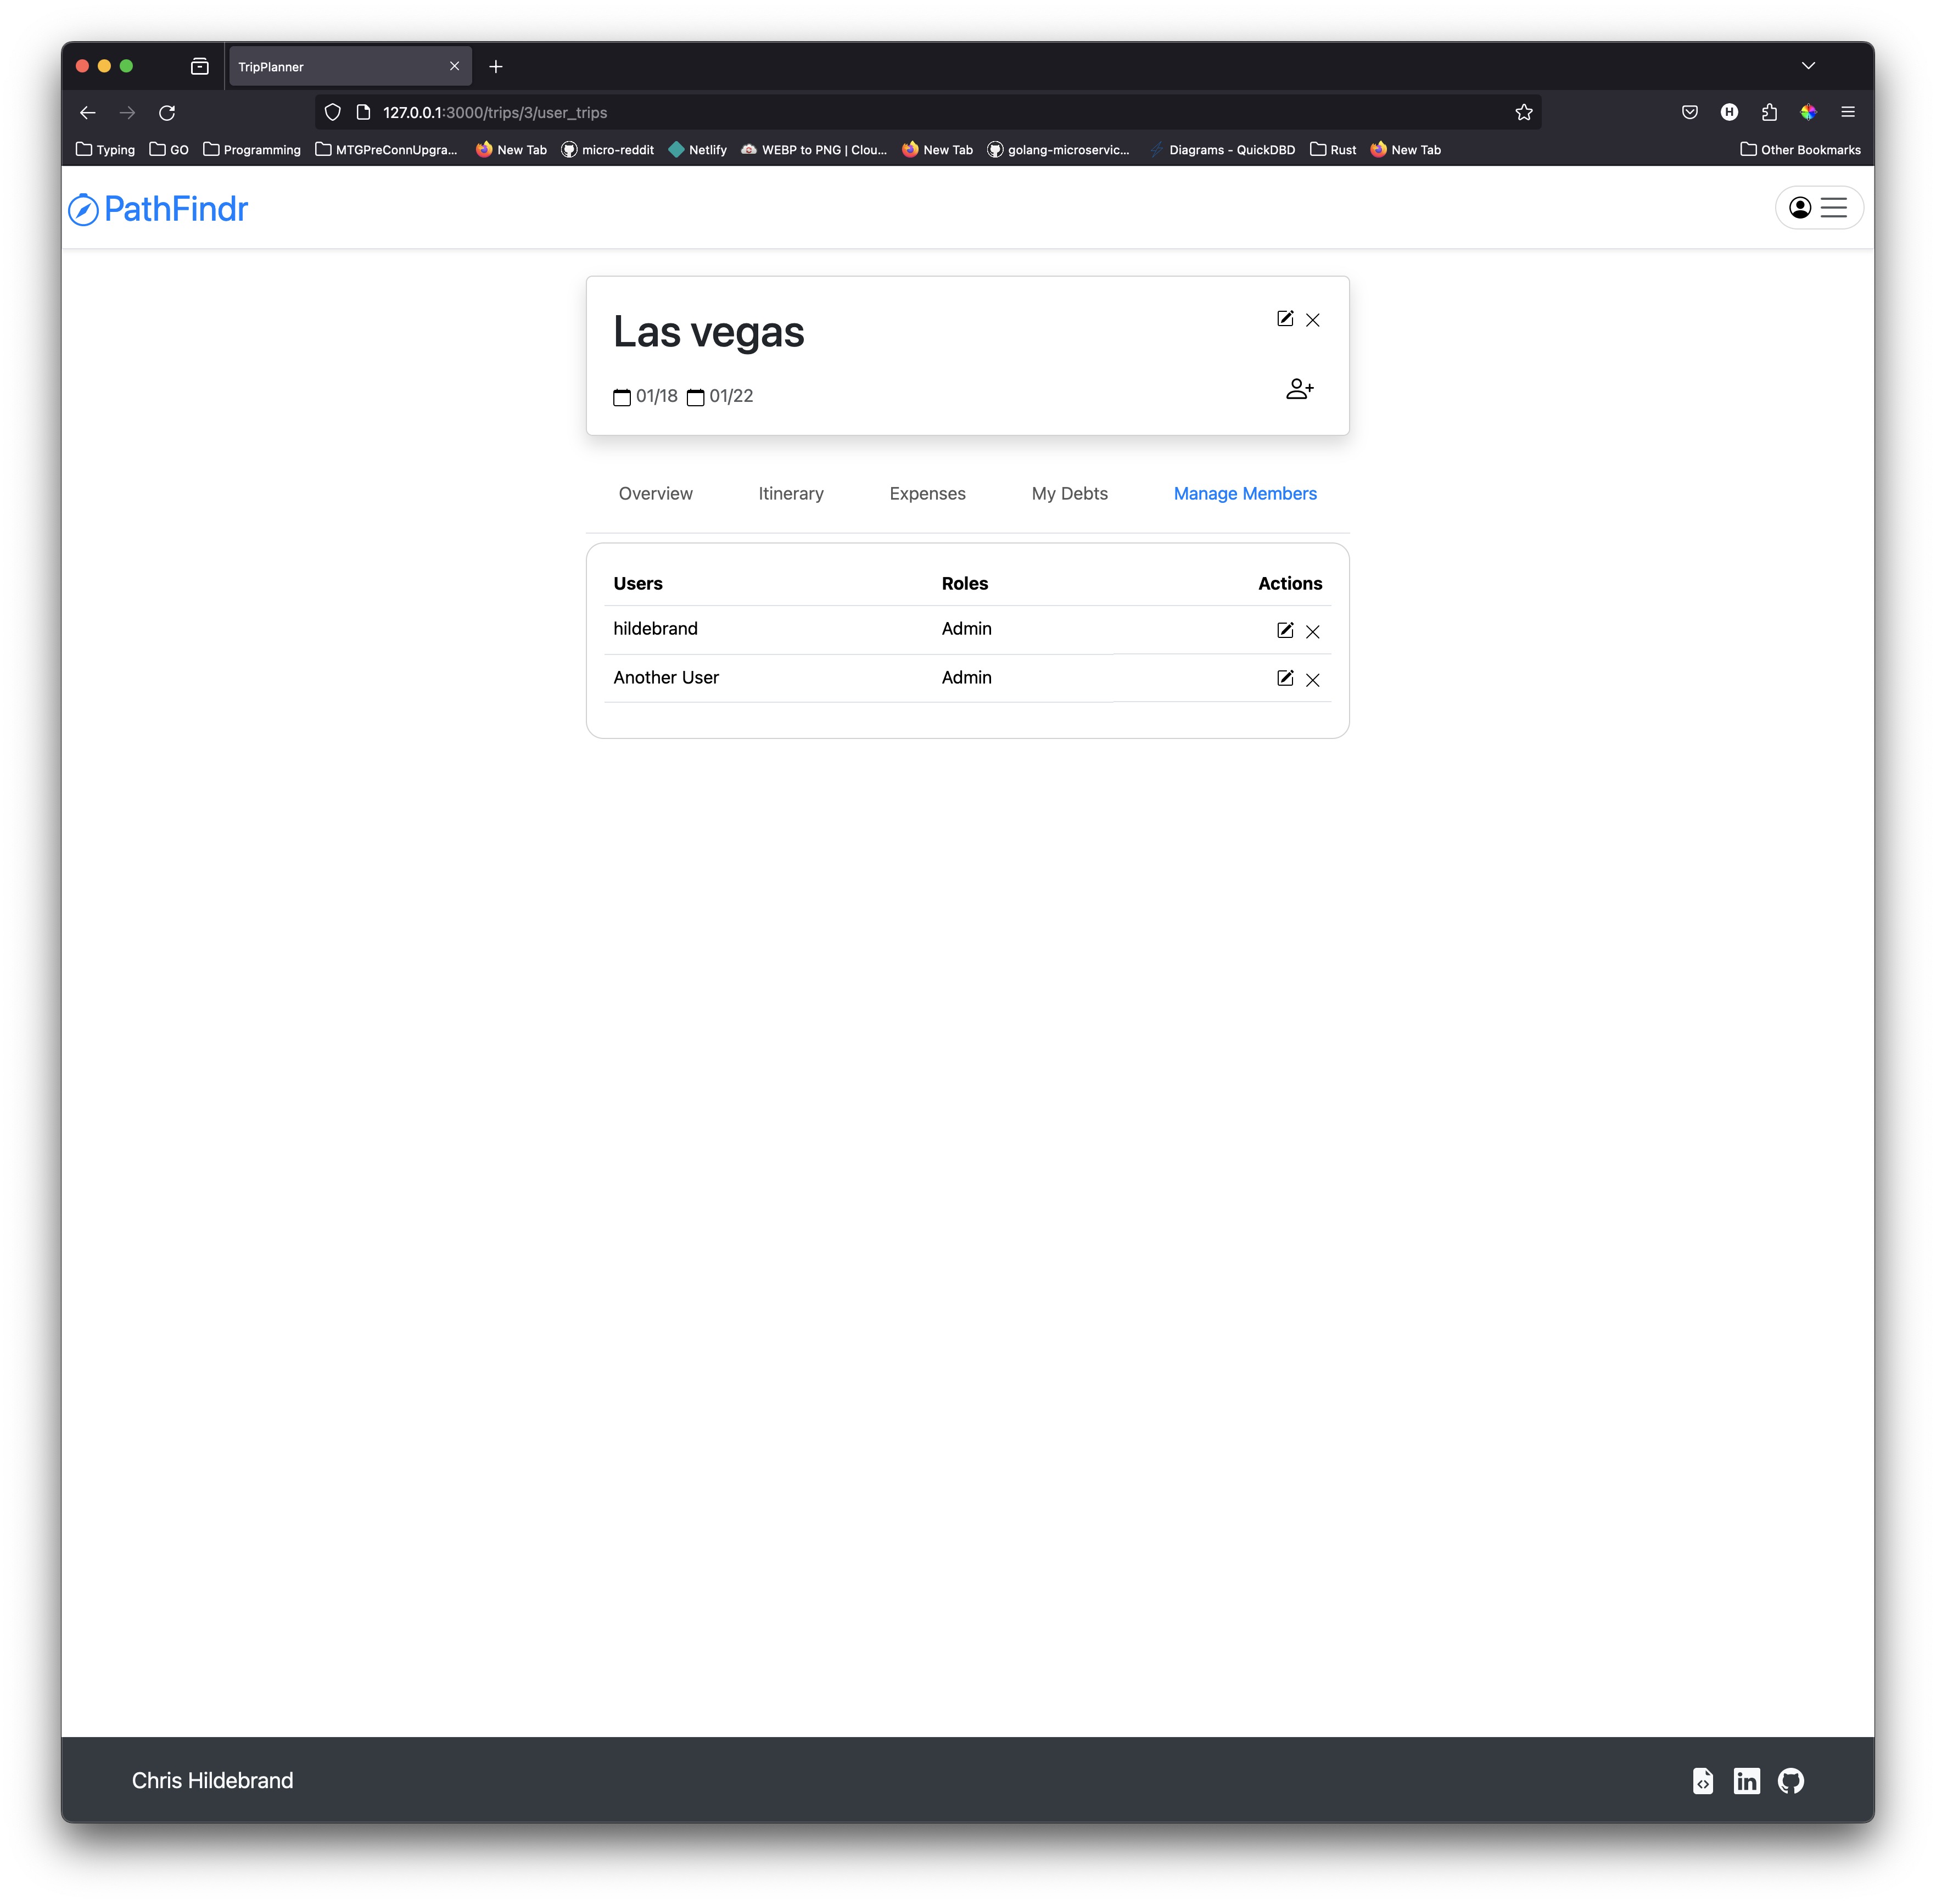 TripPlanner
127.0.0.1:3000/trips/3/user_trips
H
Typing GO Programming MTGPreConnUpgra... New Tab micro-reddit Netlify WEBP to PNG | Clou... New Tab golang-microservic... Diagrams - QuickDBD Rust New Tab Other Bookmarks
PathFindr
Las vegas
01/18 01/22
Overview Itinerary Expenses My Debts Manage Members
Users Roles Actions
hildebrand Admin
Another User Admin
Chris Hildebrand
in